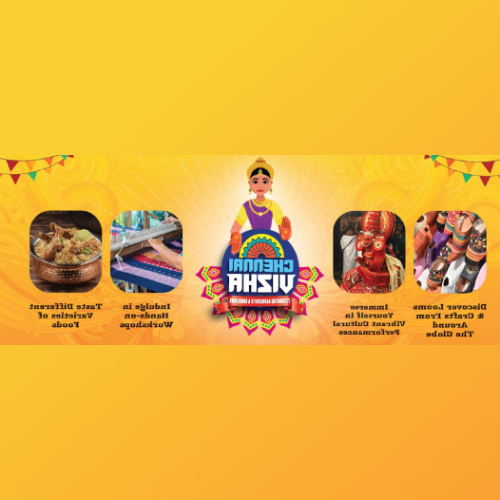 CHENNAI
VIZHA
Discover Looms
& Crafts From
Around
The Globe
Immerse
Yourself in
Vibrant Cultural
Performances
Indulge in
Hands-on
Workshops
Taste Different
Varieties of
Foods